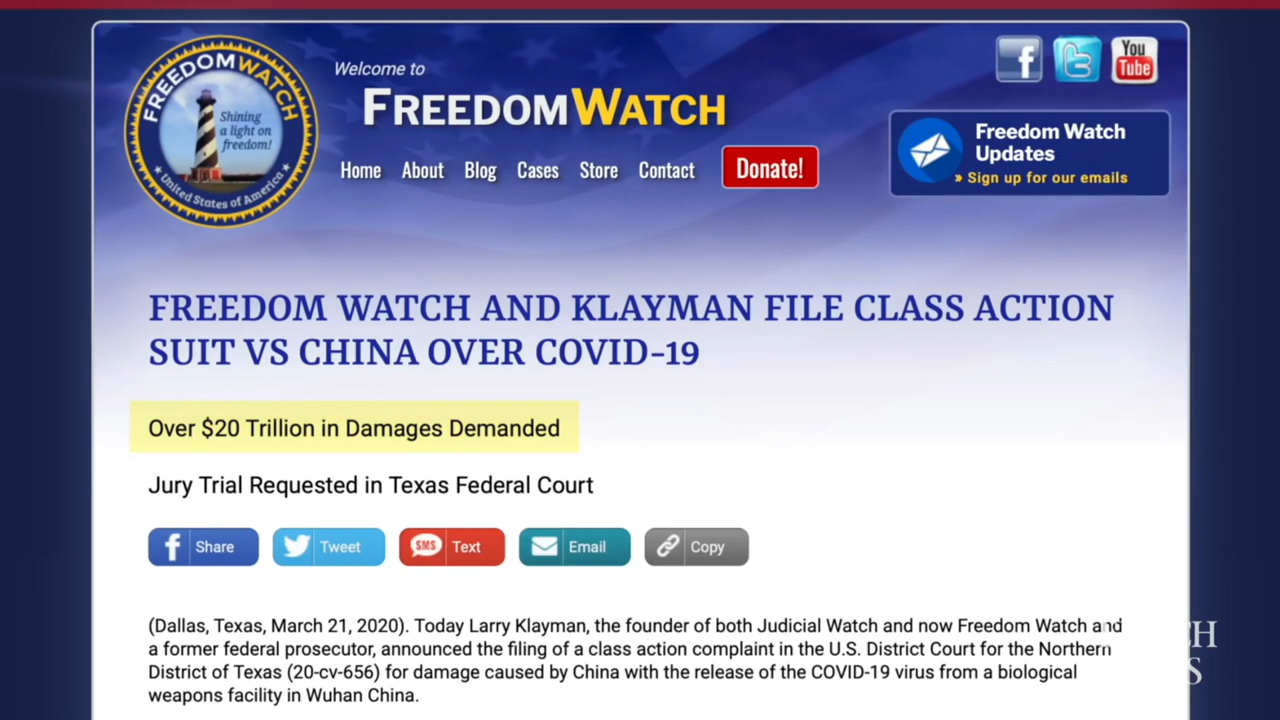 FREEDOMWATCH
Shining
a light on
freedom!
United States of America
Welcome to
FREEDOMWATCH
Home About Blog Cases Store Contact Donate!
You
Tube
Freedom Watch
Updates
» Sign up for our emails
FREEDOM WATCH AND KLAYMAN FILE CLASS ACTION
SUIT VS CHINA OVER COVID-19
Over $20 Trillion in Damages Demanded
Jury Trial Requested in Texas Federal Court
Share Tweet SMS Text Email Copy
(Dallas, Texas, March 21, 2020). Today Larry Klayman, the founder of both Judicial Watch and now Freedom Watch and
a former federal prosecutor, announced the filing of a class action complaint in the U.S. District Court for the Northern
District of Texas (20-cv-656) for damage caused by China with the release of the COVID-19 virus from a biological
weapons facility in Wuhan China.